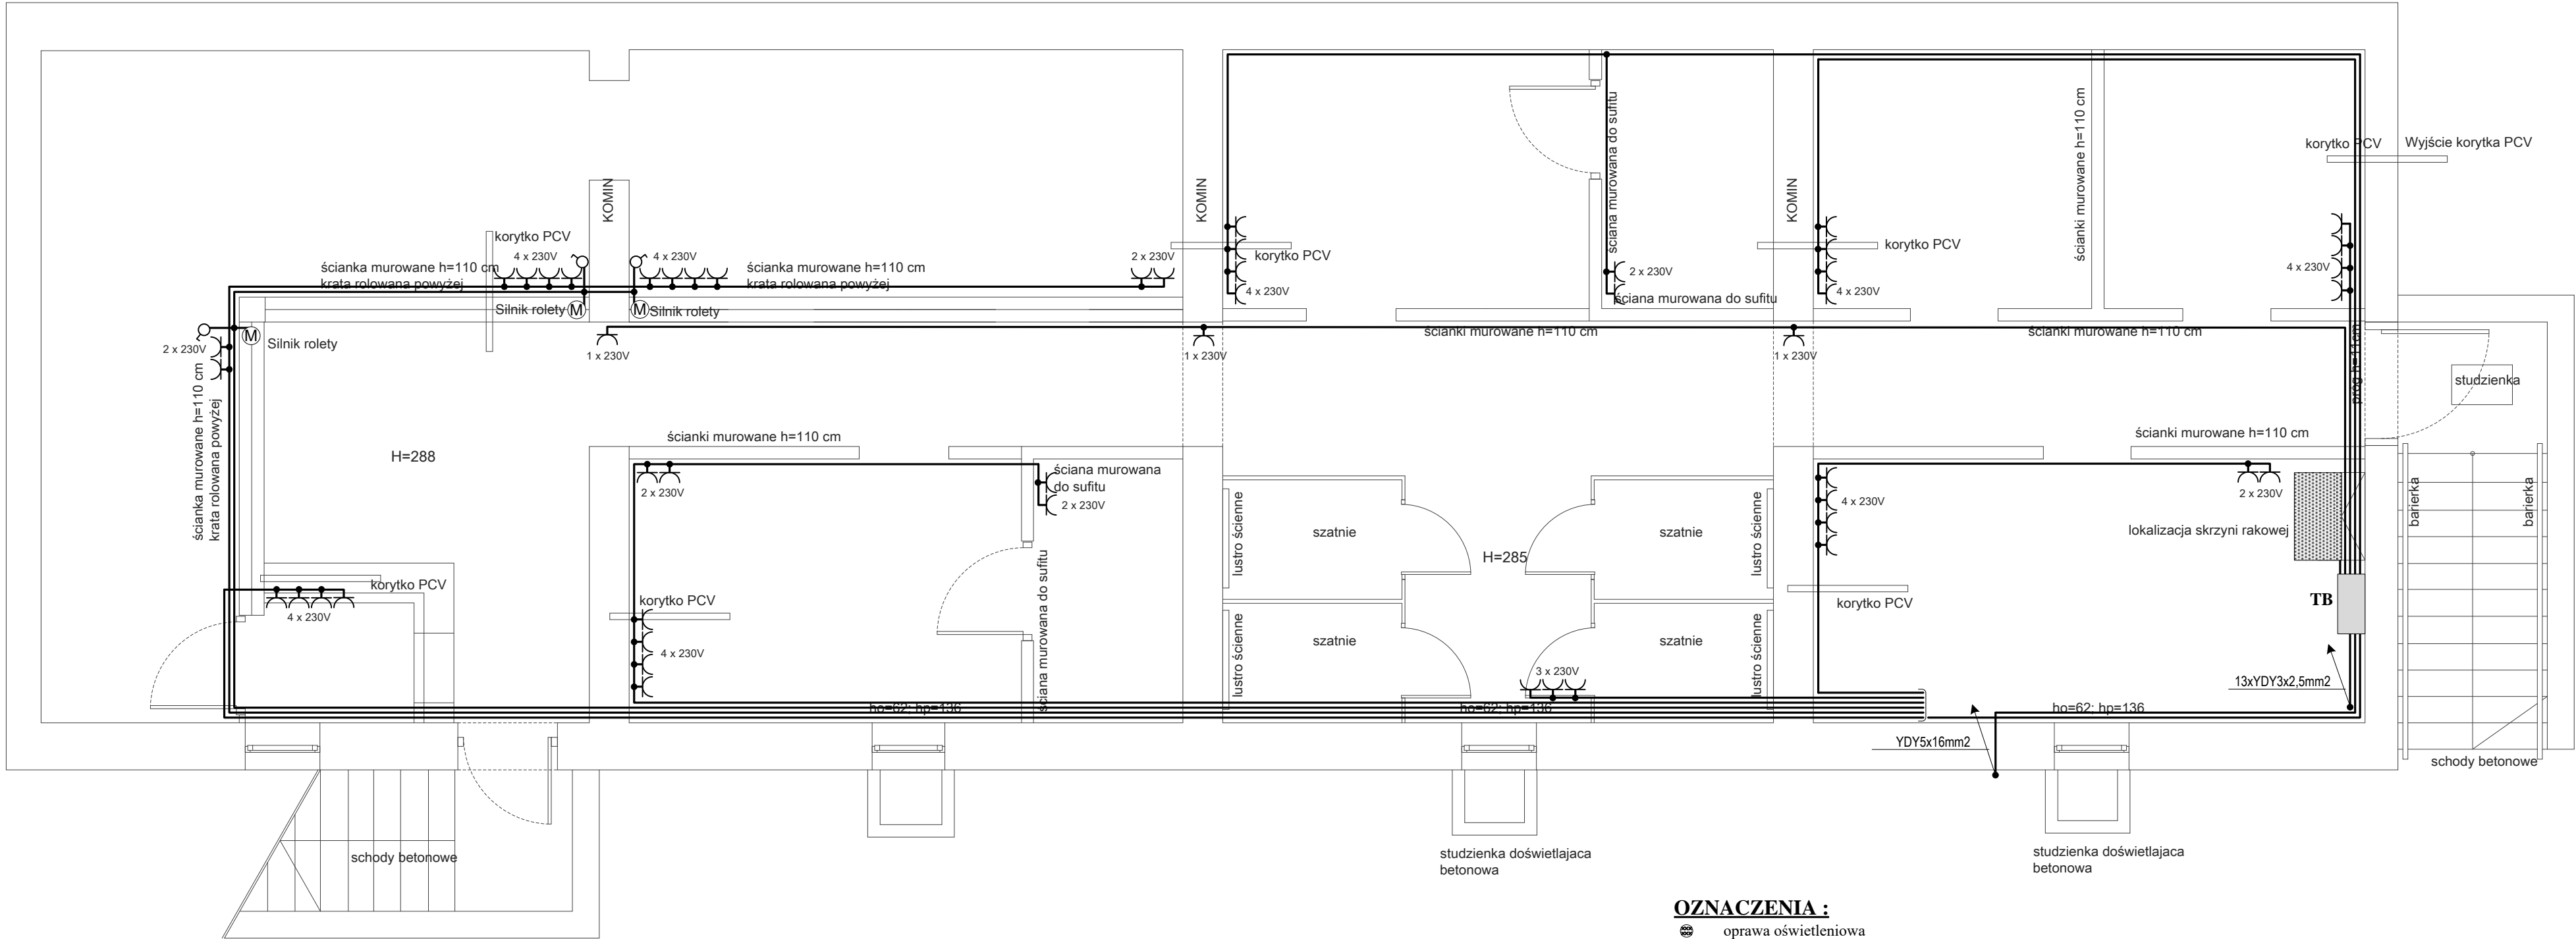 KOMIN
KOMIN
KOMIN
ściana murowana do sufitu
ścianki murowane h=110 cm
korytko PCV
Wyjście korytka PCV
korytko PCV
4 x 230V
4 x 230V
2 x 230V
ścianka murowane h=110 cm
krata rolowana powyżej
ścianka murowane h=110 cm
krata rolowana powyżej
korytko PCV
4 x 230V
2 x 230V
ściana murowana do sufitu
korytko PCV
4 x 230V
4 x 230V
Silnik rolety
M
M
Silnik rolety
M
Silnik rolety
2 x 230V
1 x 230V
1 x 230V
1 x 230V
ścianki murowane h=110 cm
ścianki murowane h=110 cm
próg h=11cm
studzienka
ścianka murowane h=110 cm
krata rolowana powyżej
H=288
ścianki murowane h=110 cm
ścianki murowane h=110 cm
2 x 230V
ściana murowana
do sufitu
2 x 230V
lustro ścienne
szatnie
szatnie
lustro ścienne
H=285
4 x 230V
2 x 230V
lokalizacja skrzyni rakowej
barierka
barierka
korytko PCV
4 x 230V
korytko PCV
4 x 230V
ściana murowana do sufitu
lustro ścienne
szatnie
szatnie
lustro ścienne
3 x 230V
korytko PCV
TB
13xYDY3x2,5mm2
ho=62; hp=136
ho=62; hp=136
ho=62; hp=136
YDY5x16mm2
schody betonowe
schody betonowe
studzienka doświetlajaca
betonowa
studzienka doświetlajaca
betonowa
OZNACZENIA :
oprawa oświetleniowa